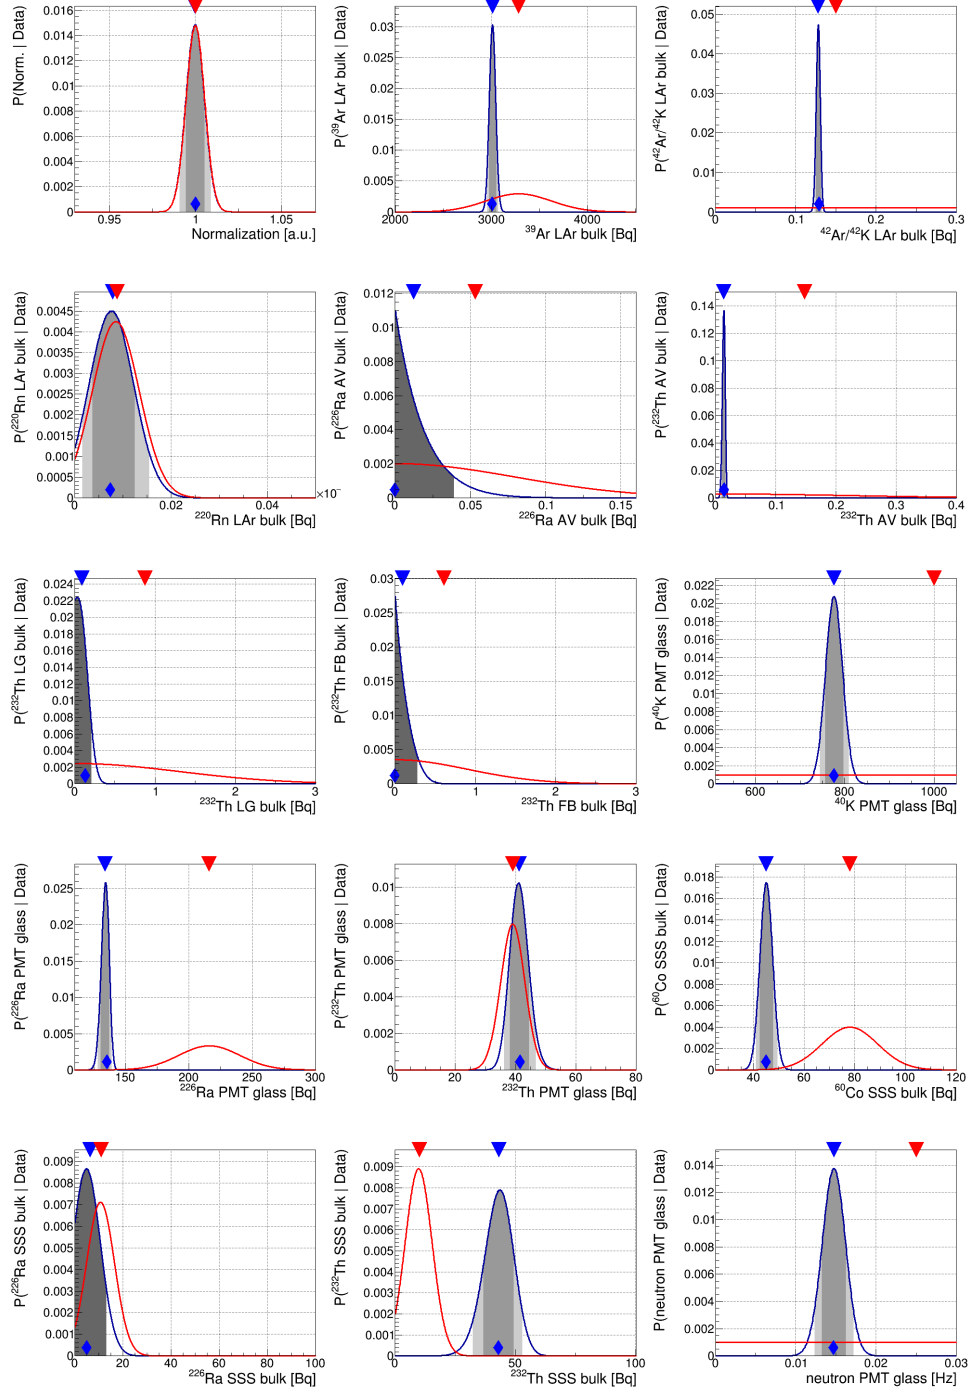 P(Norm. | Data)
0.016
0.014
0.012
0.01
0.008
0.006
0.004
0.002
0
0.95 1 1.05
Normalization [a.u.]
P(³⁹Ar LAr bulk | Data)
0.03
0.025
0.02
0.015
0.01
0.005
0
2000 3000 4000
³⁹Ar LAr bulk [Bq]
P(⁴²Ar/⁴²K LAr bulk | Data)
0.05
0.04
0.03
0.02
0.01
0
0 0.1 0.2 0.3
⁴²Ar/⁴²K LAr bulk [Bq]
P(²²⁰Rn LAr bulk | Data)
0.0045
0.004
0.0035
0.003
0.0025
0.002
0.0015
0.001
0.0005
0
0 0.02 0.04
×10⁻
²²⁰Rn LAr bulk [Bq]
P(²²⁶Ra AV bulk | Data)
0.012
0.01
0.008
0.006
0.004
0.002
0
0 0.05 0.1 0.15
²²⁶Ra AV bulk [Bq]
P(²³²Th AV bulk | Data)
0.14
0.12
0.1
0.08
0.06
0.04
0.02
0
0 0.1 0.2 0.3 0.4
²³²Th AV bulk [Bq]
P(²³²Th LG bulk | Data)
0.024
0.022
0.02
0.018
0.016
0.014
0.012
0.01
0.008
0.006
0.004
0.002
0
0 1 2 3
²³²Th LG bulk [Bq]
P(²³²Th FB bulk | Data)
0.03
0.025
0.02
0.015
0.01
0.005
0
0 1 2 3
²³²Th FB bulk [Bq]
P(⁴⁰K PMT glass | Data)
0.022
0.02
0.018
0.016
0.014
0.012
0.01
0.008
0.006
0.004
0.002
0
600 800 1000
⁴⁰K PMT glass [Bq]
P(²²⁶Ra PMT glass | Data)
0.025
0.02
0.015
0.01
0.005
0
150 200 250 300
²²⁶Ra PMT glass [Bq]
P(²³²Th PMT glass | Data)
0.01
0.008
0.006
0.004
0.002
0
0 20 40 60 80
²³²Th PMT glass [Bq]
P(⁶⁰Co SSS bulk | Data)
0.018
0.016
0.014
0.012
0.01
0.008
0.006
0.004
0.002
0
40 60 80 100 120
⁶⁰Co SSS bulk [Bq]
P(²²⁶Ra SSS bulk | Data)
0.009
0.008
0.007
0.006
0.005
0.004
0.003
0.002
0.001
0
0 20 40 60 80 100
²²⁶Ra SSS bulk [Bq]
P(²³²Th SSS bulk | Data)
0.009
0.008
0.007
0.006
0.005
0.004
0.003
0.002
0.001
0
0 50 100
²³²Th SSS bulk [Bq]
P(neutron PMT glass | Data)
0.014
0.012
0.01
0.008
0.006
0.004
0.002
0
0 0.01 0.02 0.03
neutron PMT glass [Hz]